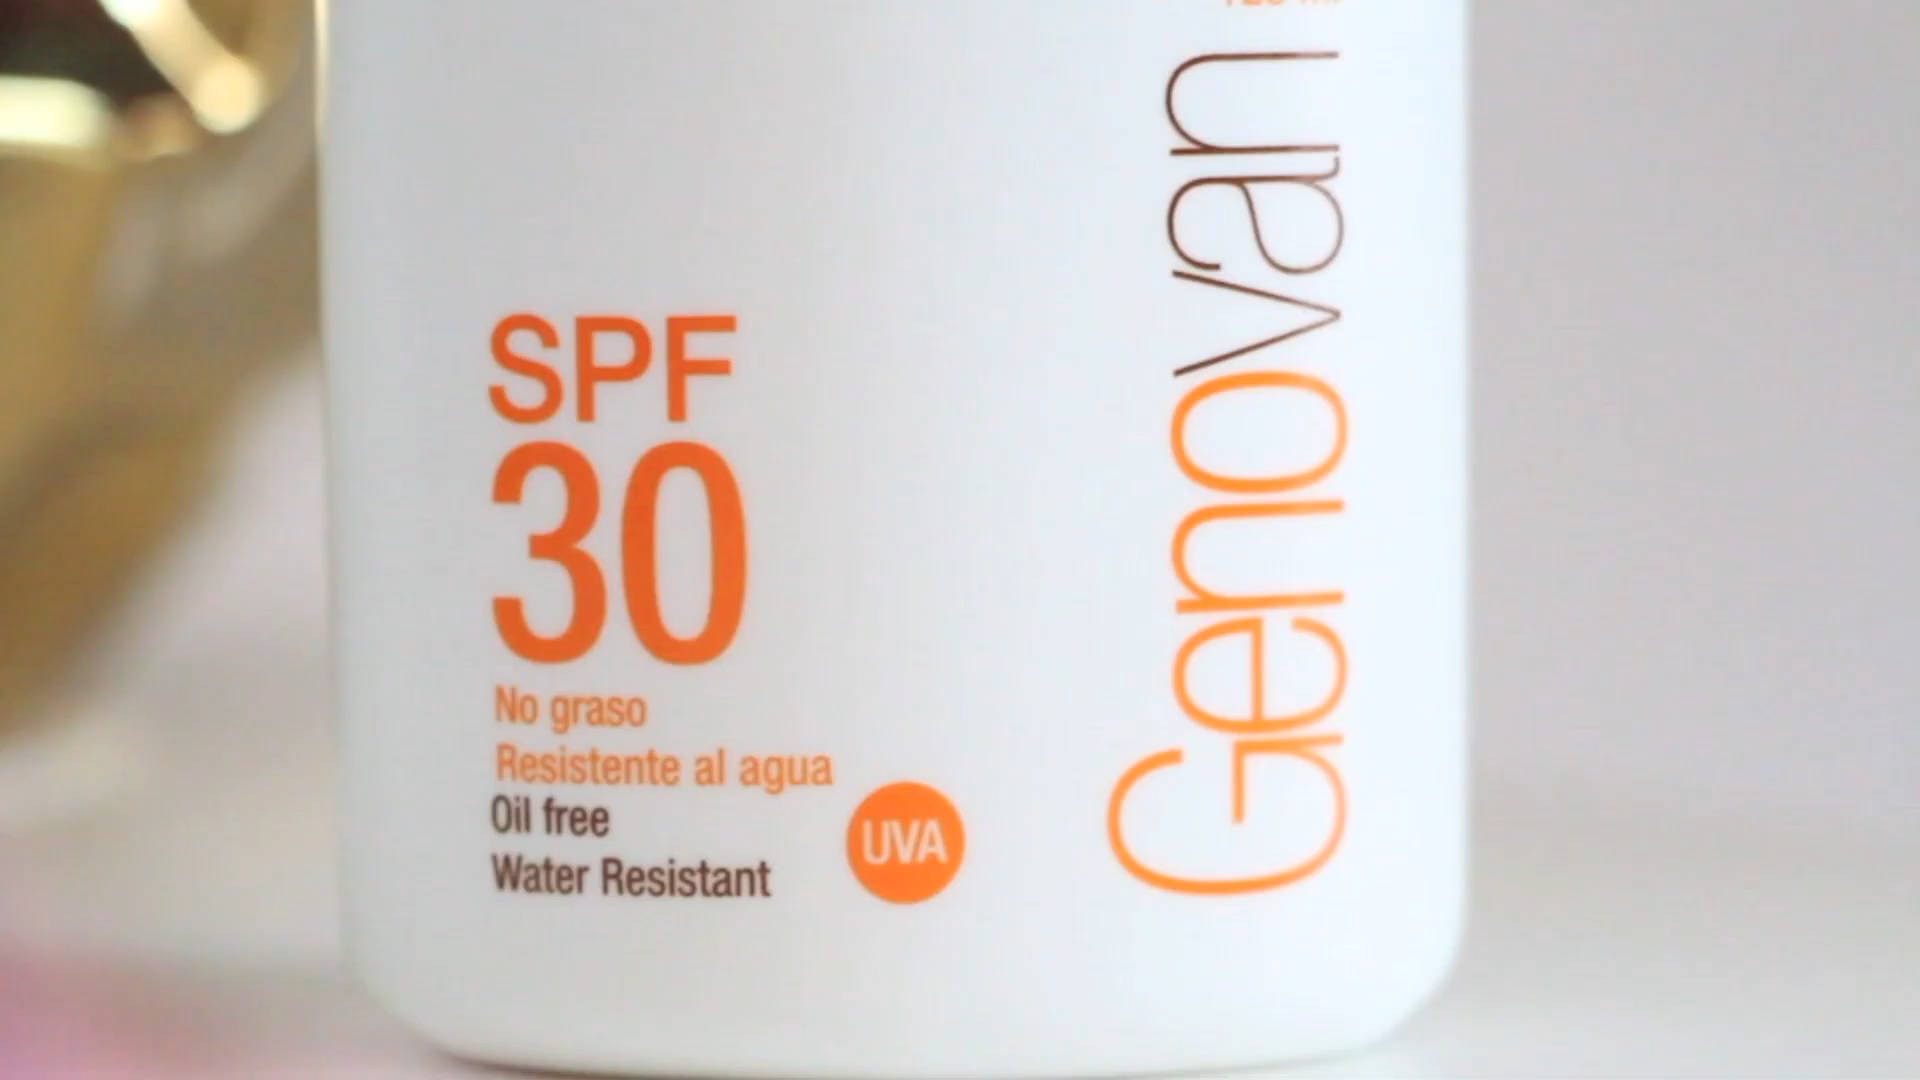 SPF
30
No graso
Resistente al agua
Oil free
Water Resistant
UVA
Genovan